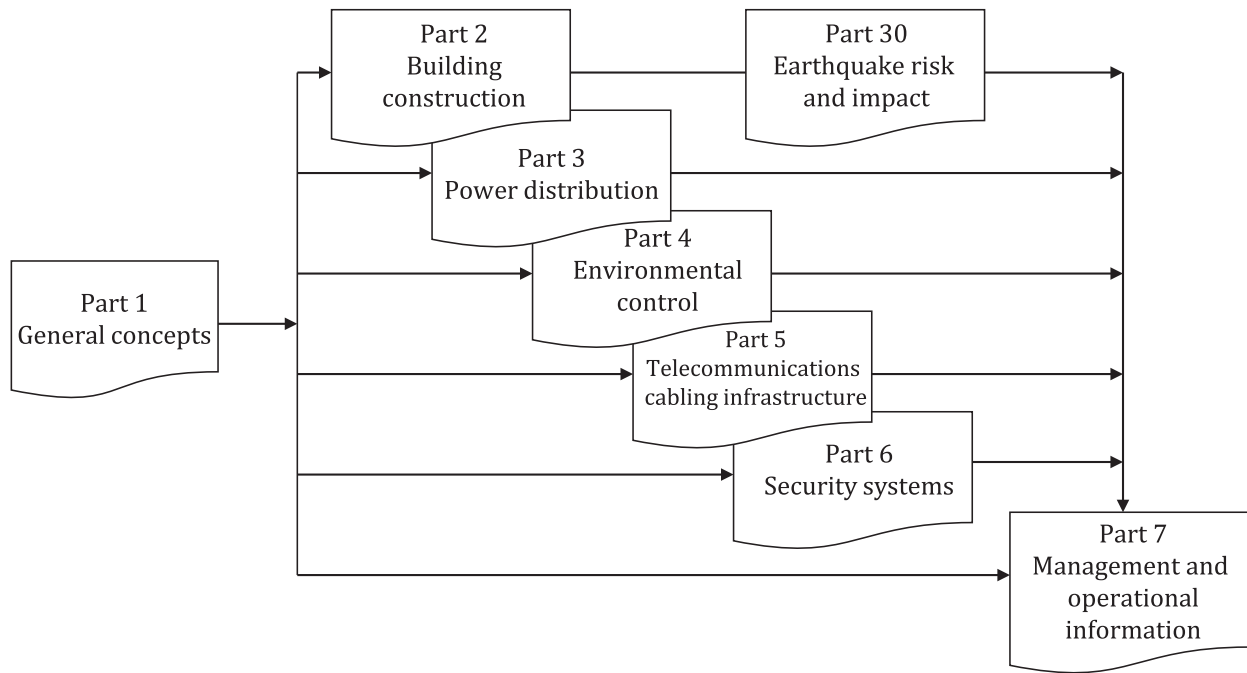 Part 2
Building
construction
Part 30
Earthquake risk
and impact
Part 3
Power distribution
Part 4
Environmental
control
Part 1
General concepts
Part 5
Telecommunications
cabling infrastructure
Part 6
Security systems
Part 7
Management and
operational
information